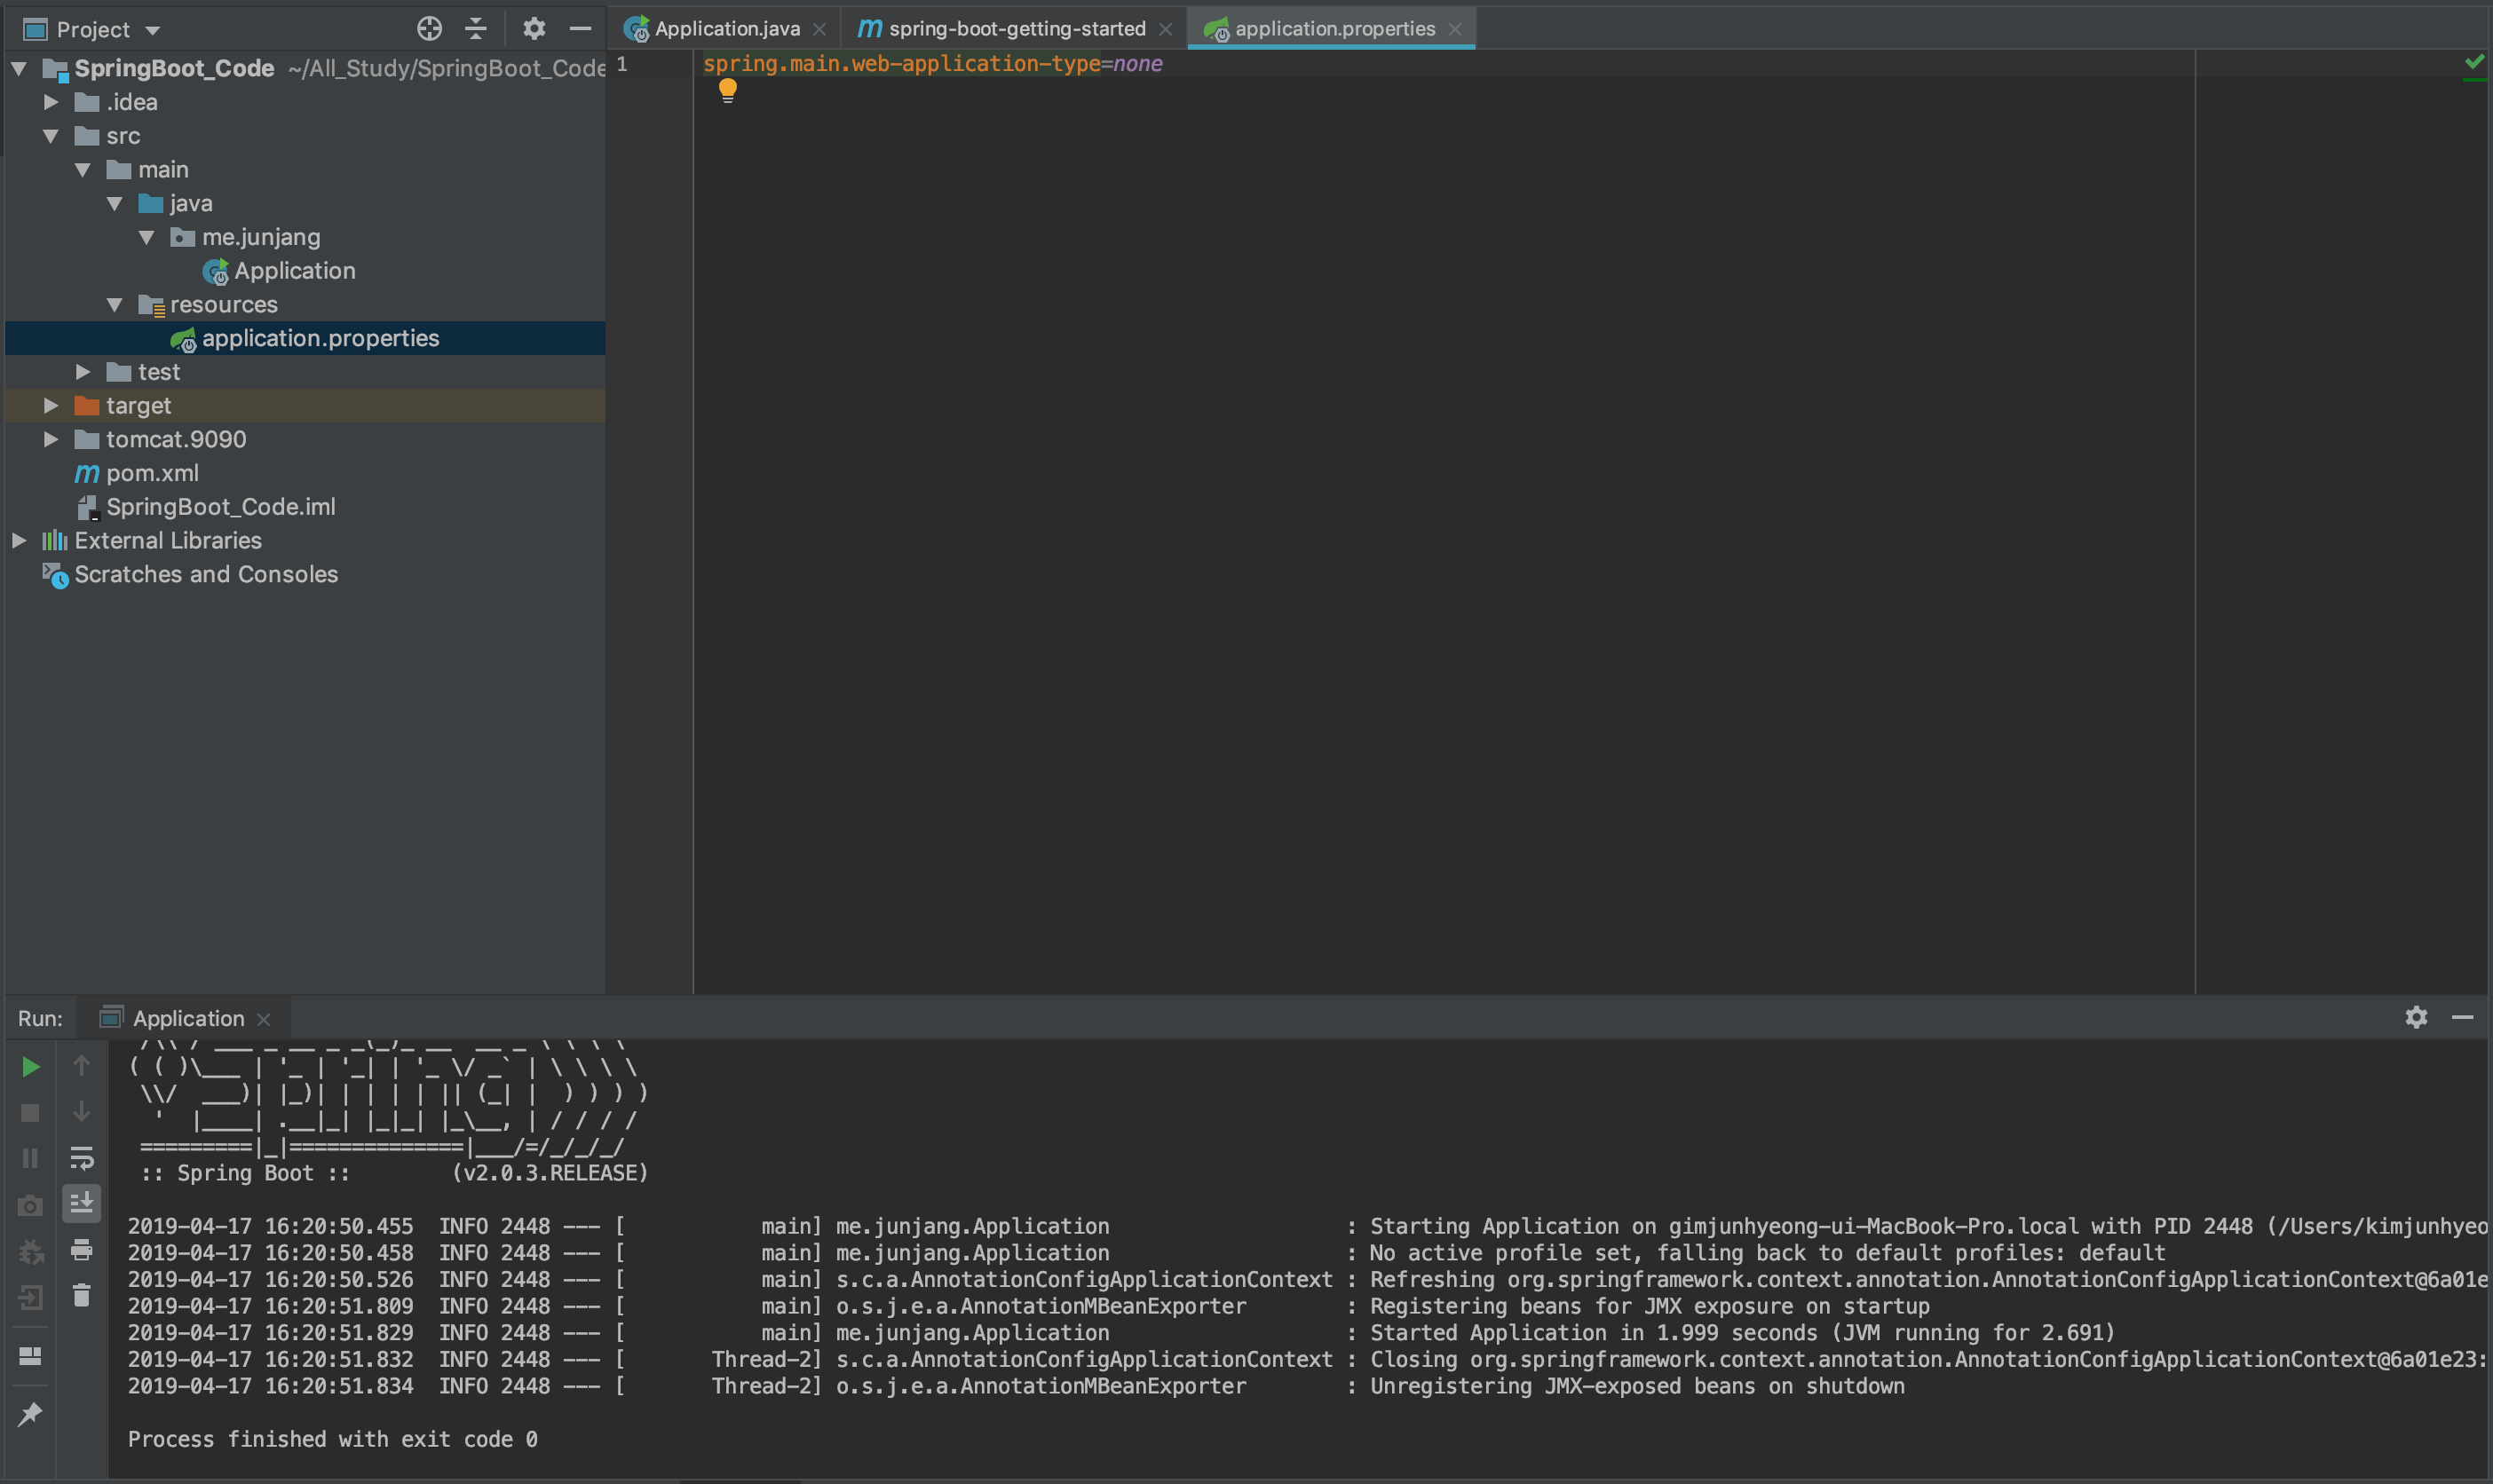 Project
Application.java
spring-boot-getting-started
application.properties
SpringBoot_Code ~/All_Study/SpringBoot_Code
.idea
src
main
java
me.junjang
Application
resources
application.properties
test
target
tomcat.9090
pom.xml
SpringBoot_Code.iml
External Libraries
Scratches and Consoles
1 spring.main.web-application-type=none
Run: Application
 /\\ / ___ _ __ _ _(_)_ __  __ _ \ \ \ \
( ( )\___ | '_ | '_| | '_ \/ _` | \ \ \ \
 \\/  ___)| |_)| | | | | || (_| |  ) ) ) )
  '  |____| .__|_| |_|_| |_\__, | / / / /
 =========|_|==============|___/=/_/_/_/
 :: Spring Boot ::        (v2.0.3.RELEASE)
2019-04-17 16:20:50.455  INFO 2448 --- [           main] me.junjang.Application                   : Starting Application on gimjunhyeong-ui-MacBook-Pro.local with PID 2448 (/Users/kimjunhyeo
2019-04-17 16:20:50.458  INFO 2448 --- [           main] me.junjang.Application                   : No active profile set, falling back to default profiles: default
2019-04-17 16:20:50.526  INFO 2448 --- [           main] s.c.a.AnnotationConfigApplicationContext : Refreshing org.springframework.context.annotation.AnnotationConfigApplicationContext@6a01e
2019-04-17 16:20:51.809  INFO 2448 --- [           main] o.s.j.e.a.AnnotationMBeanExporter        : Registering beans for JMX exposure on startup
2019-04-17 16:20:51.829  INFO 2448 --- [           main] me.junjang.Application                   : Started Application in 1.999 seconds (JVM running for 2.691)
2019-04-17 16:20:51.832  INFO 2448 --- [       Thread-2] s.c.a.AnnotationConfigApplicationContext : Closing org.springframework.context.annotation.AnnotationConfigApplicationContext@6a01e23:
2019-04-17 16:20:51.834  INFO 2448 --- [       Thread-2] o.s.j.e.a.AnnotationMBeanExporter        : Unregistering JMX-exposed beans on shutdown
Process finished with exit code 0